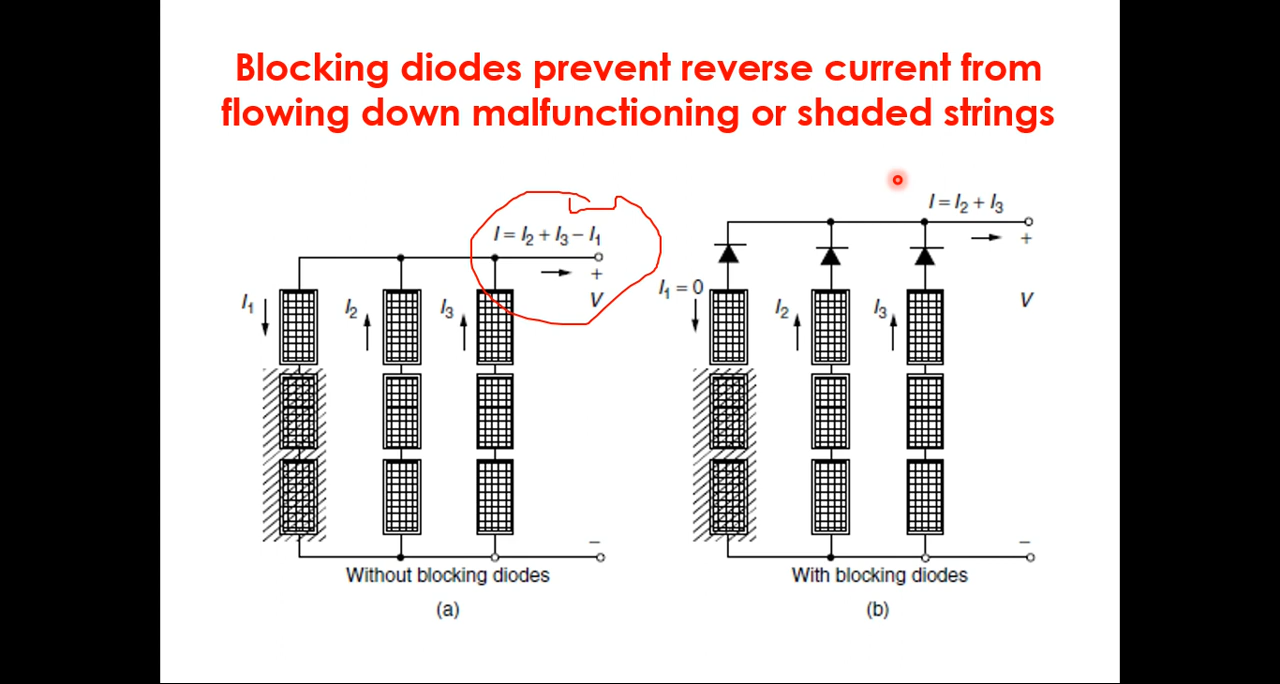 Blocking diodes prevent reverse current from
flowing down malfunctioning or shaded strings
I = I₂ + I₃ − I₁
+
V
I₁
I₂
I₃
−
Without blocking diodes
(a)
I = I₂ + I₃
+
V
I₁ = 0
I₂
I₃
−
With blocking diodes
(b)